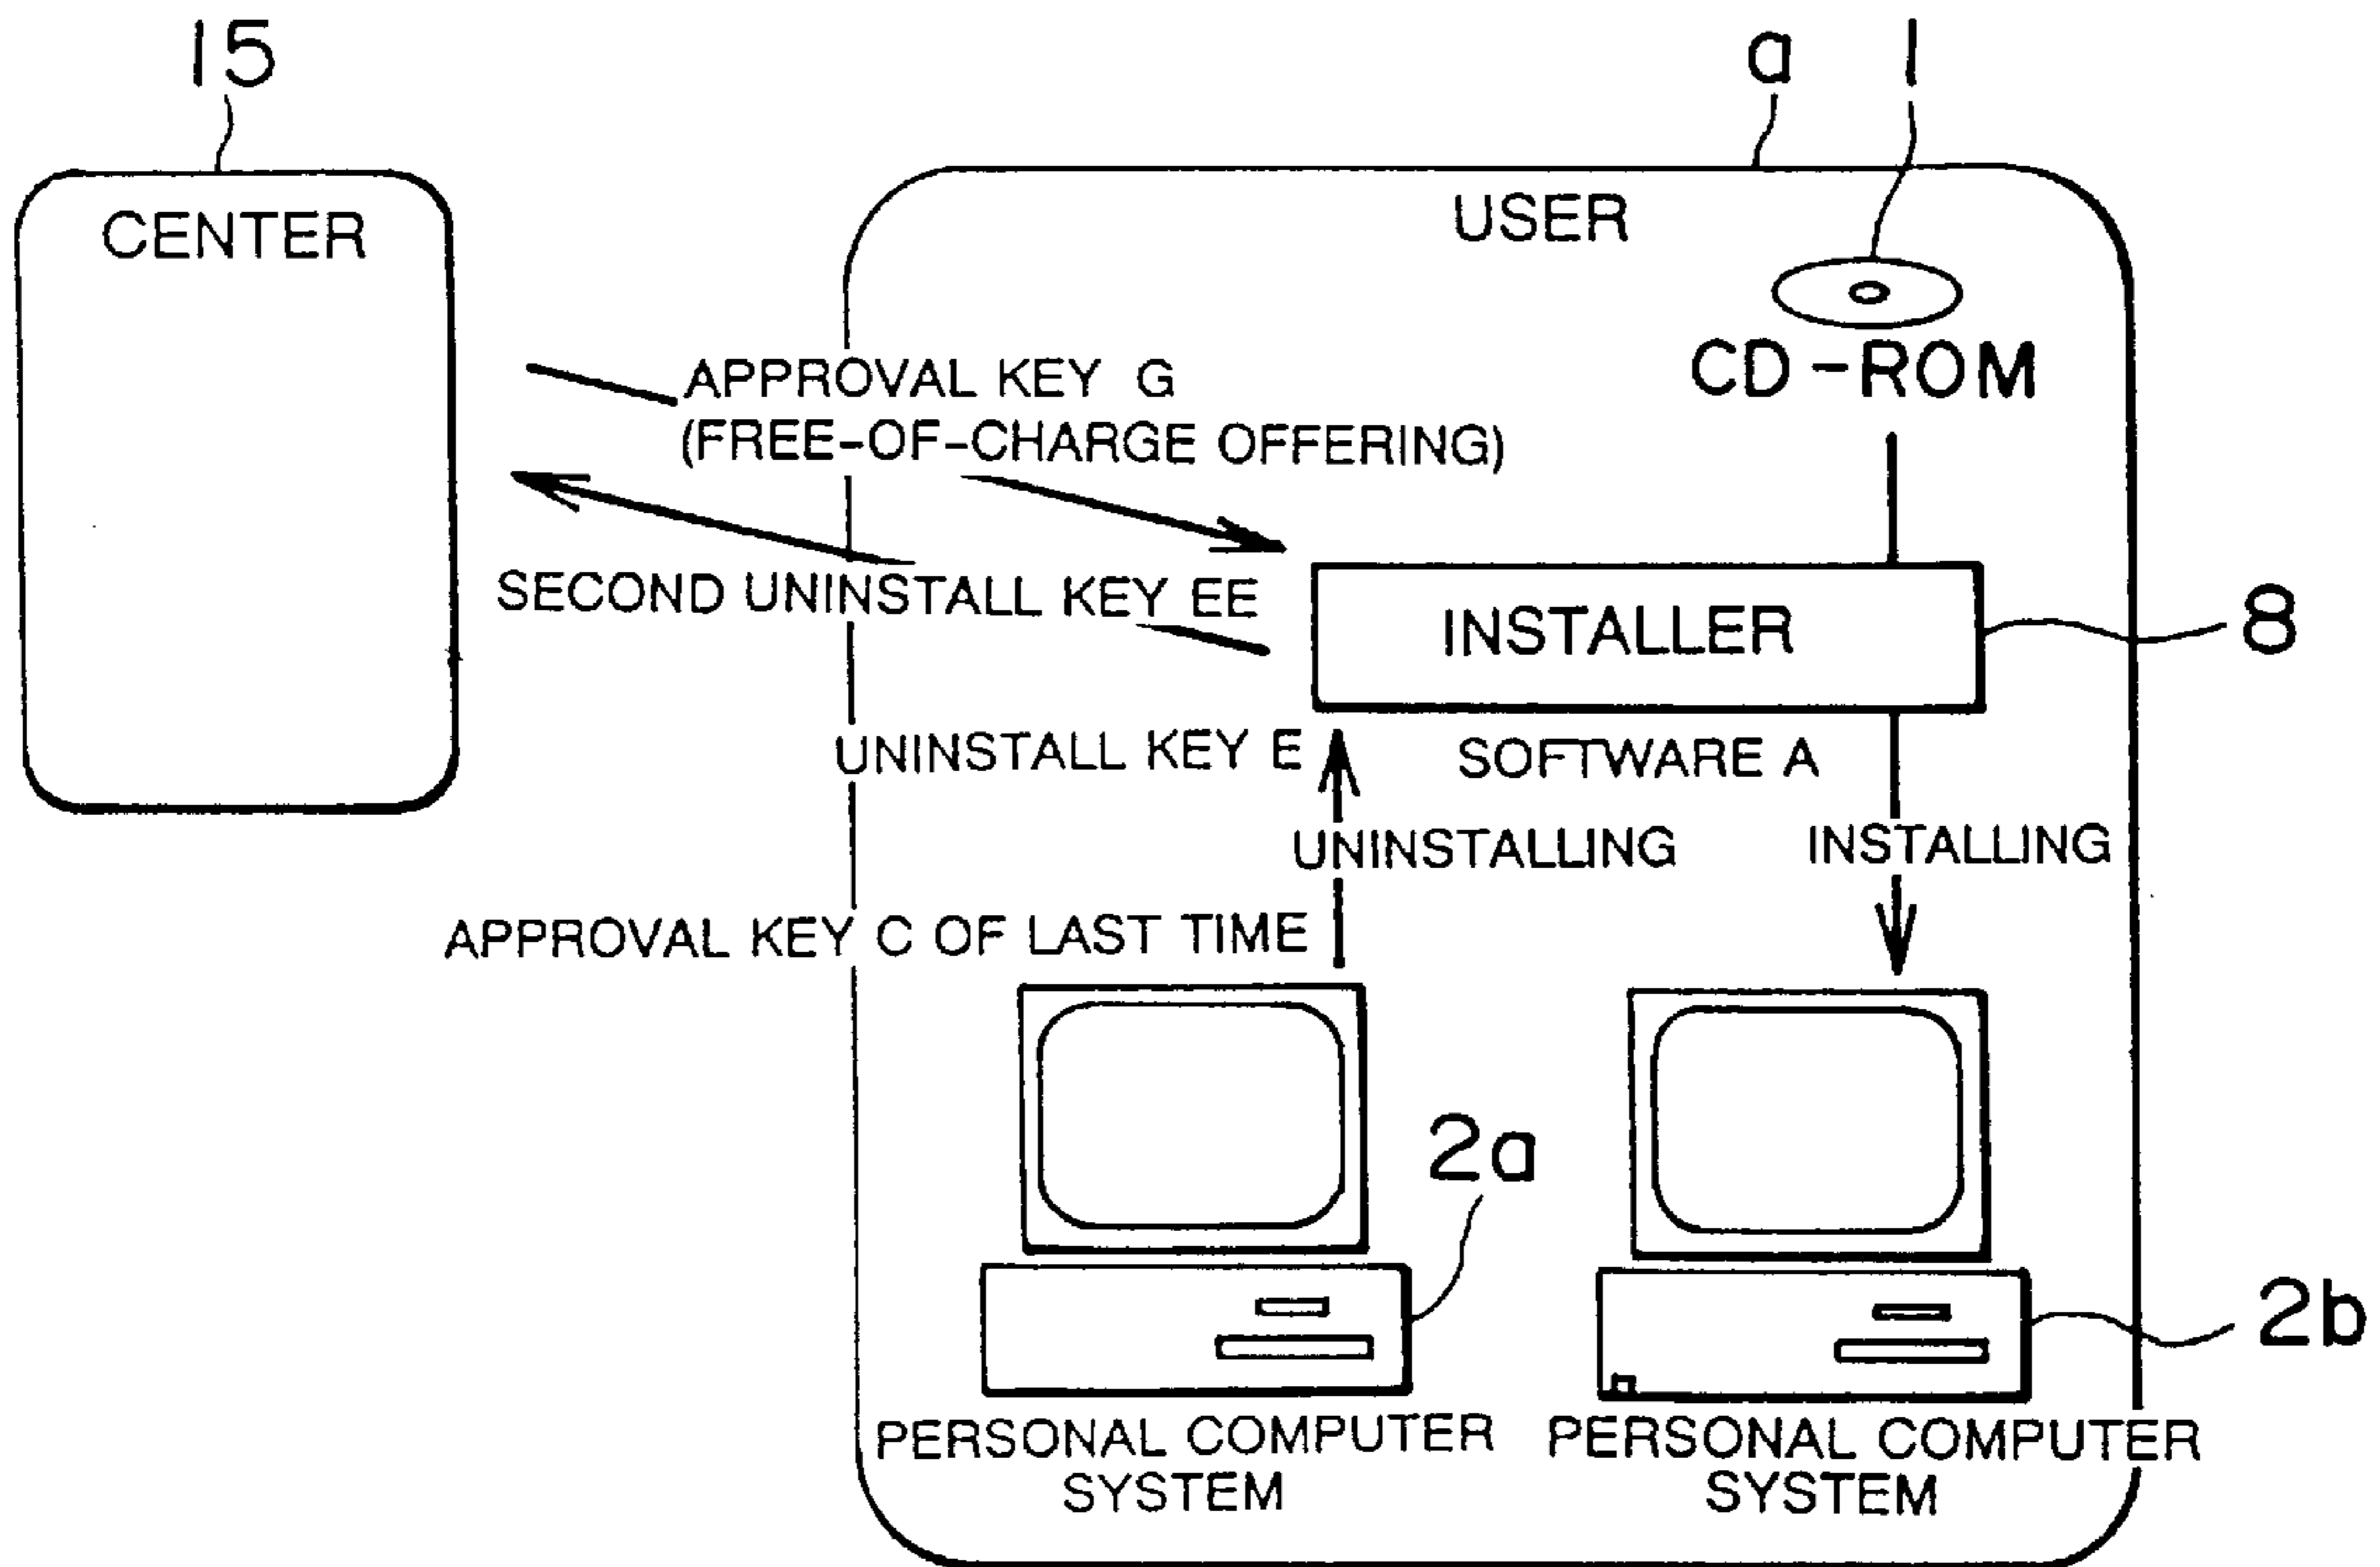 15
a
1
CENTER
USER
CD-ROM
APPROVAL KEY G
(FREE-OF-CHARGE OFFERING)
SECOND UNINSTALL KEY EE
INSTALLER
8
UNINSTALL KEY E
SOFTWARE A
UNINSTALLING
INSTALLING
APPROVAL KEY C OF LAST TIME
2a
2b
PERSONAL COMPUTER
SYSTEM
PERSONAL COMPUTER
SYSTEM